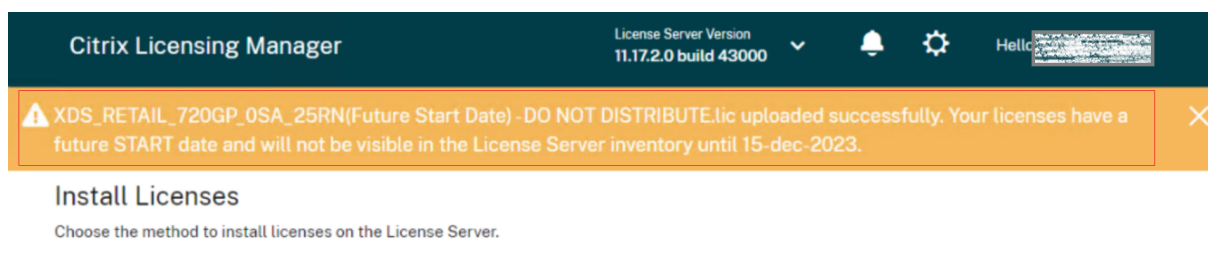 Citrix Licensing Manager
License Server Version
11.17.2.0 build 43000
Hello
XDS_RETAIL_720GP_0SA_25RN(Future Start Date) -DO NOT DISTRIBUTE.lic uploaded successfully. Your licenses have a
future START date and will not be visible in the License Server inventory until 15-dec-2023.
Install Licenses
Choose the method to install licenses on the License Server.